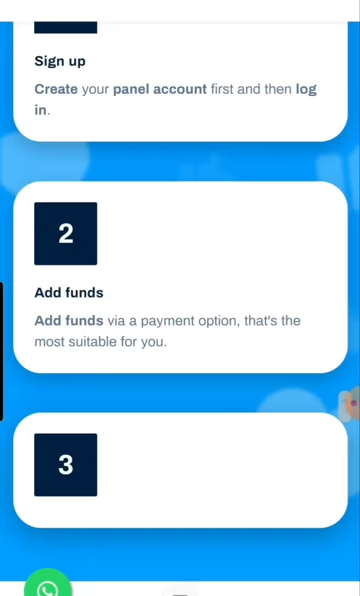 Sign up
Create your panel account first and then log
in.
2
Add funds
Add funds via a payment option, that's the
most suitable for you.
3